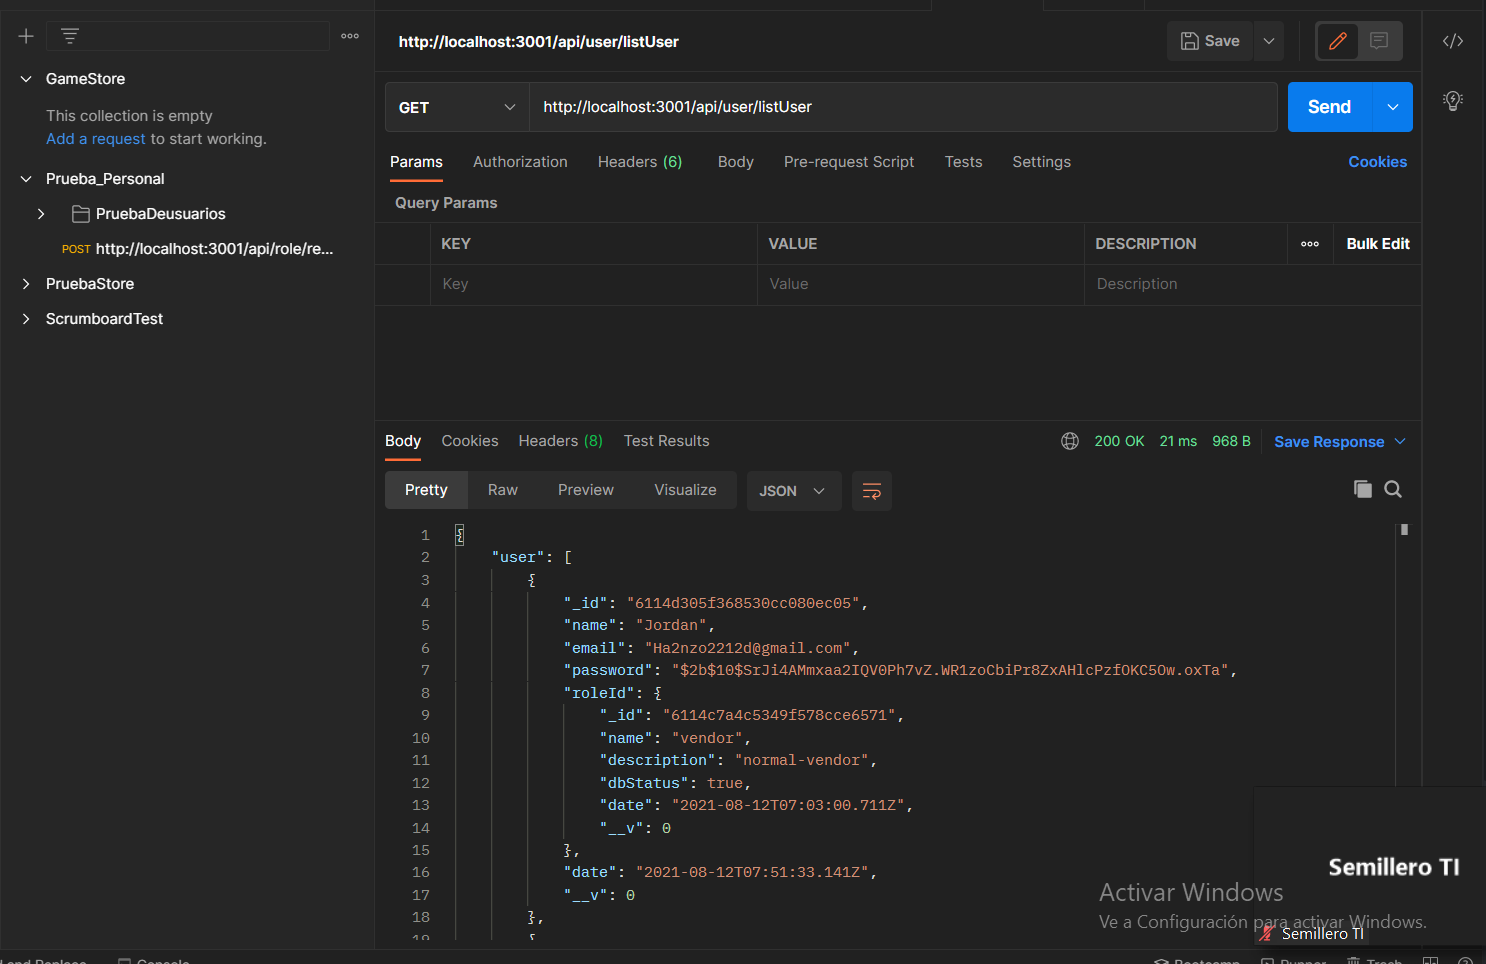 GameStore
This collection is empty
Add a request to start working.
Prueba_Personal
PruebaDeusuarios
POST http://localhost:3001/api/role/re...
PruebaStore
ScrumboardTest
http://localhost:3001/api/user/listUser
Save
GET http://localhost:3001/api/user/listUser
Send
Params Authorization Headers (6) Body Pre-request Script Tests Settings Cookies
Query Params
KEY VALUE DESCRIPTION Bulk Edit
Key Value Description
Body Cookies Headers (8) Test Results 200 OK 21 ms 968 B Save Response
Pretty Raw Preview Visualize JSON
1 {
2 "user": [
3 {
4 "_id": "6114d305f368530cc080ec05",
5 "name": "Jordan",
6 "email": "Ha2nzo2212d@gmail.com",
7 "password": "$2b$10$SrJi4AMmxaa2IQV0Ph7vZ.WR1zoCbiPr8ZxAHlcPzfOKC5Ow.oxTa",
8 "roleId": {
9 "_id": "6114c7a4c5349f578cce6571",
10 "name": "vendor",
11 "description": "normal-vendor",
12 "dbStatus": true,
13 "date": "2021-08-12T07:03:00.711Z",
14 "__v": 0
15 },
16 "date": "2021-08-12T07:51:33.141Z",
17 "__v": 0
18 },
19 {
Semillero TI
Activar Windows
Ve a Configuración para activar Windows.
Semillero TI
and Replace Console Bootcamp Runner Trash